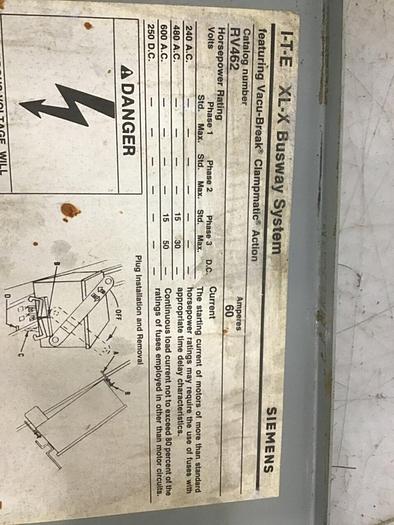 I-T-E XL-X Busway System
SIEMENS
featuring Vacu-Break® Clampmatic® Action
Catalog number
RV462
Amperes
60
Horsepower Rating
Volts
Phase 1
Phase 2
Phase 3
D.C.
Std. Max.
Std. Max.
Std. Max.
240 A.C. — — — — — — —
480 A.C. — — — — 15 30 —
600 A.C. — — — — 15 50 —
250 D.C. — — — — — — —
Current
The starting current of motors of more than standard
horsepower ratings may require the use of fuses with
appropriate time delay characteristics.
Continuous load current not to exceed 80 percent of the
ratings of fuses employed in other than motor circuits.
DANGER
VOLTAGE WILL
Plug Installation and Removal
OFF
A
B
B
C
D